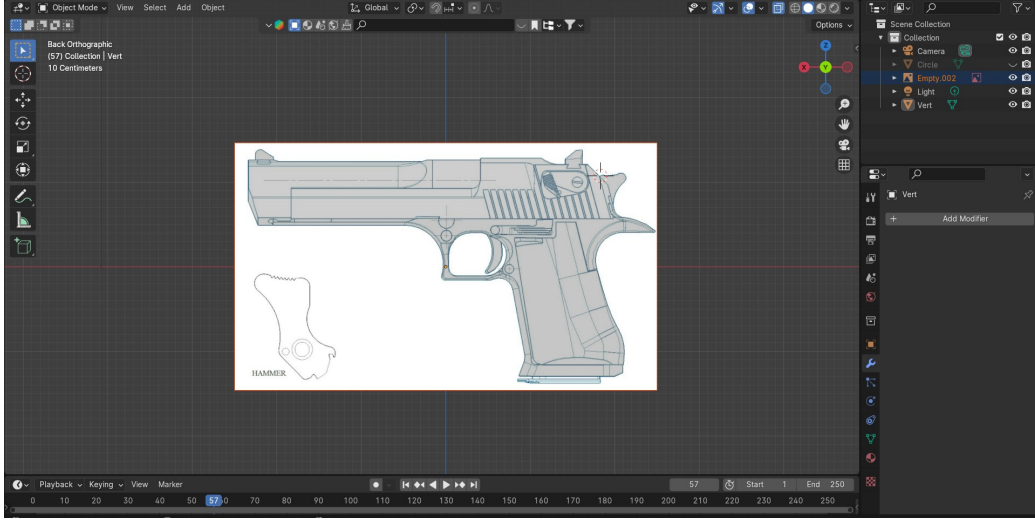 Object Mode View Select Add Object Global
Options
Back Orthographic
(57) Collection | Vert
10 Centimeters
Z
X Y
HAMMER
Scene Collection
Collection
Camera
Circle
Empty.002
Light
Vert
Vert
+ Add Modifier
Playback Keying View Marker 57 Start 1 End 250
0 10 20 30 40 50 57 70 80 90 100 110 120 130 140 150 160 170 180 190 200 210 220 230 240 250